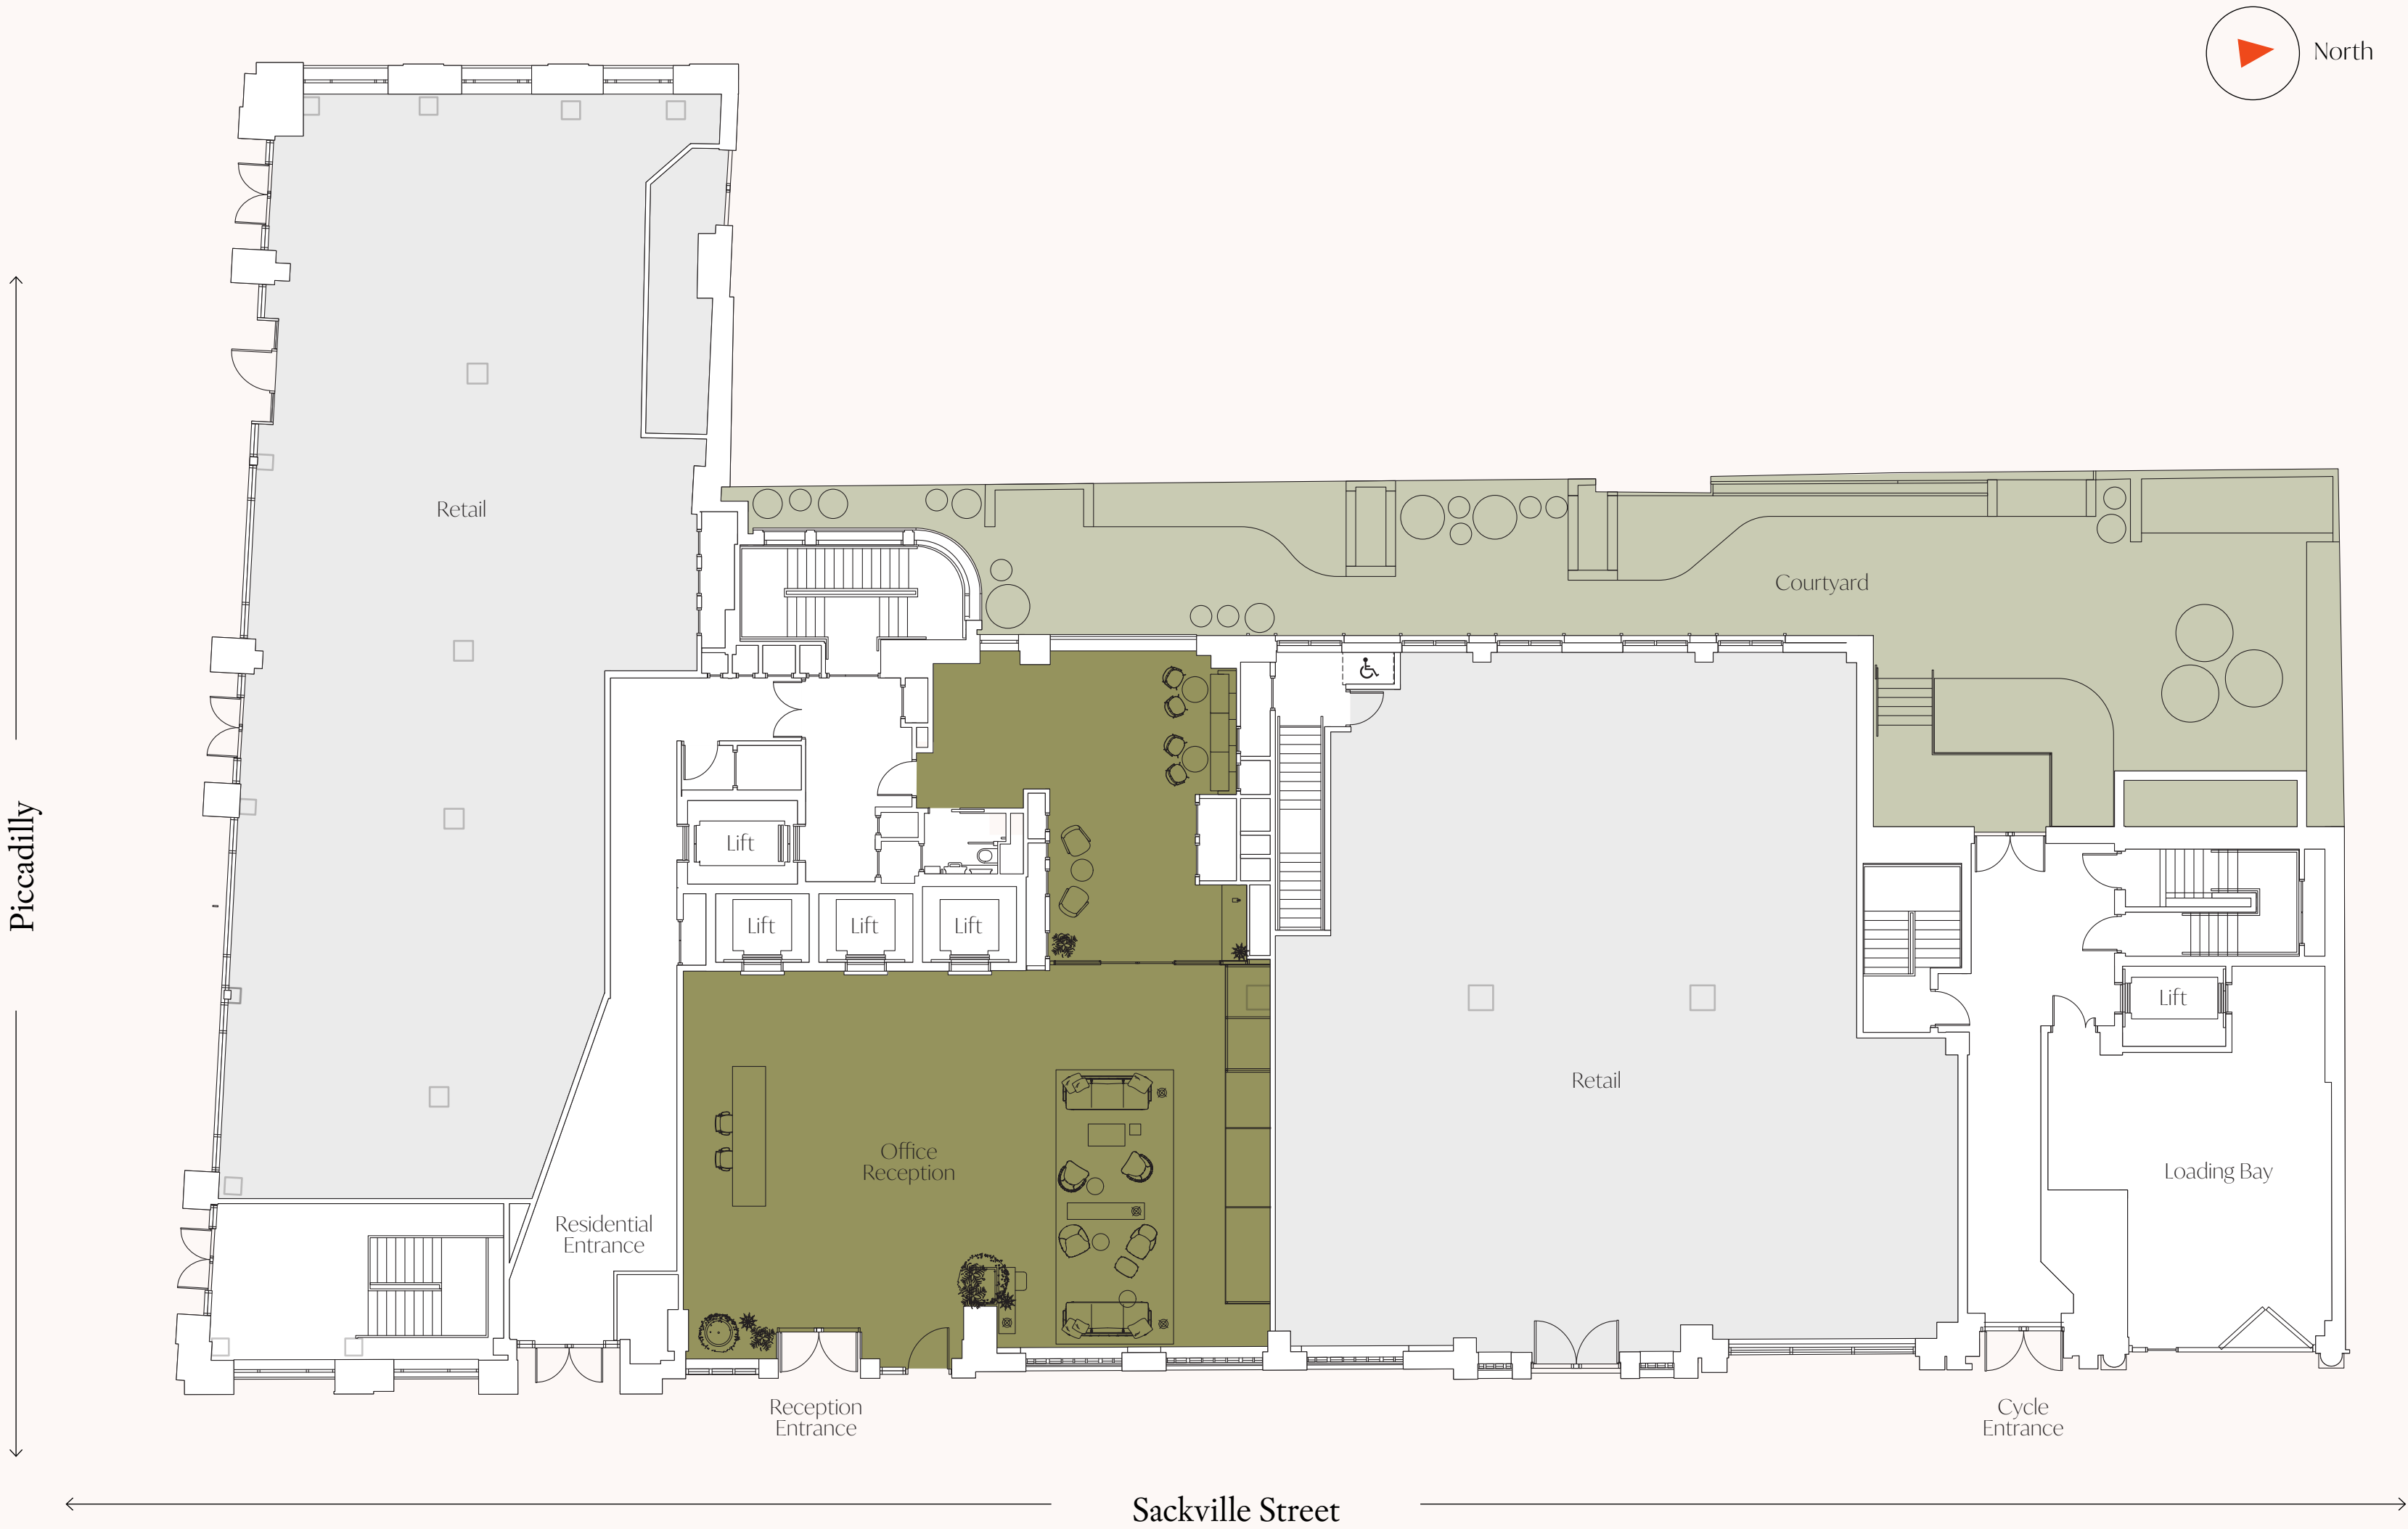 North
Retail
Courtyard
Lift
Lift
Lift
Lift
Lift
Piccadilly
Retail
Office
Reception
Loading Bay
Residential
Entrance
Reception
Entrance
Cycle
Entrance
Sackville Street